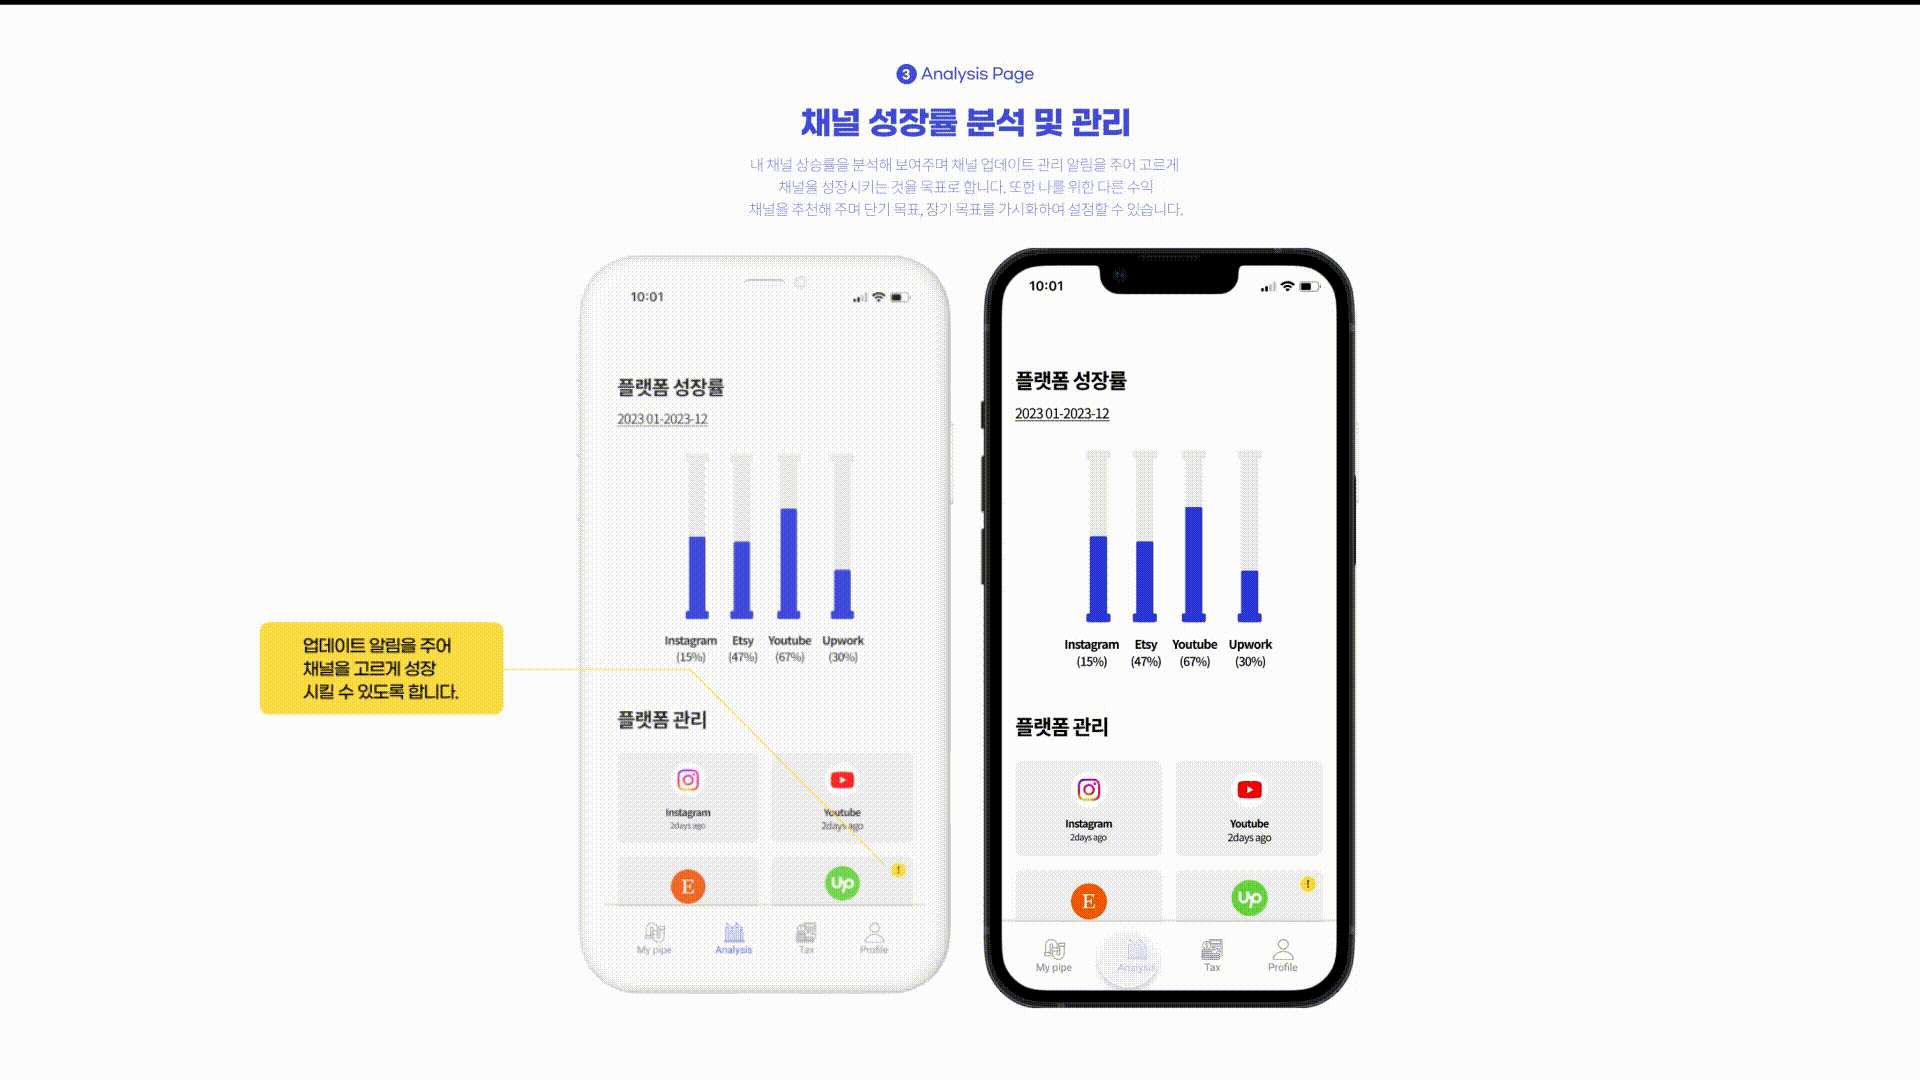 3 Analysis Page
채널 성장률 분석 및 관리
내 채널 상승률을 분석해 보여주며 채널 업데이트 관리 알림을 주어 고르게
채널을 성장시키는 것을 목표로 합니다. 또한 나를 위한 다른 수익
채널을 추천해 주며 단기 목표, 장기 목표를 가시화하여 설정할 수 있습니다.
업데이트 알림을 주어
채널을 고르게 성장
시킬 수 있도록 합니다.
10:01
플랫폼 성장률
2023 01-2023-12
Instagram Etsy Youtube Upwork
(15%) (47%) (67%) (30%)
플랫폼 관리
Instagram Youtube
2days ago 2days ago
E Up !
My pipe Analysis Tax Profile
10:01
플랫폼 성장률
2023 01-2023-12
Instagram Etsy Youtube Upwork
(15%) (47%) (67%) (30%)
플랫폼 관리
Instagram Youtube
2days ago 2days ago
E Up !
My pipe Analysis Tax Profile